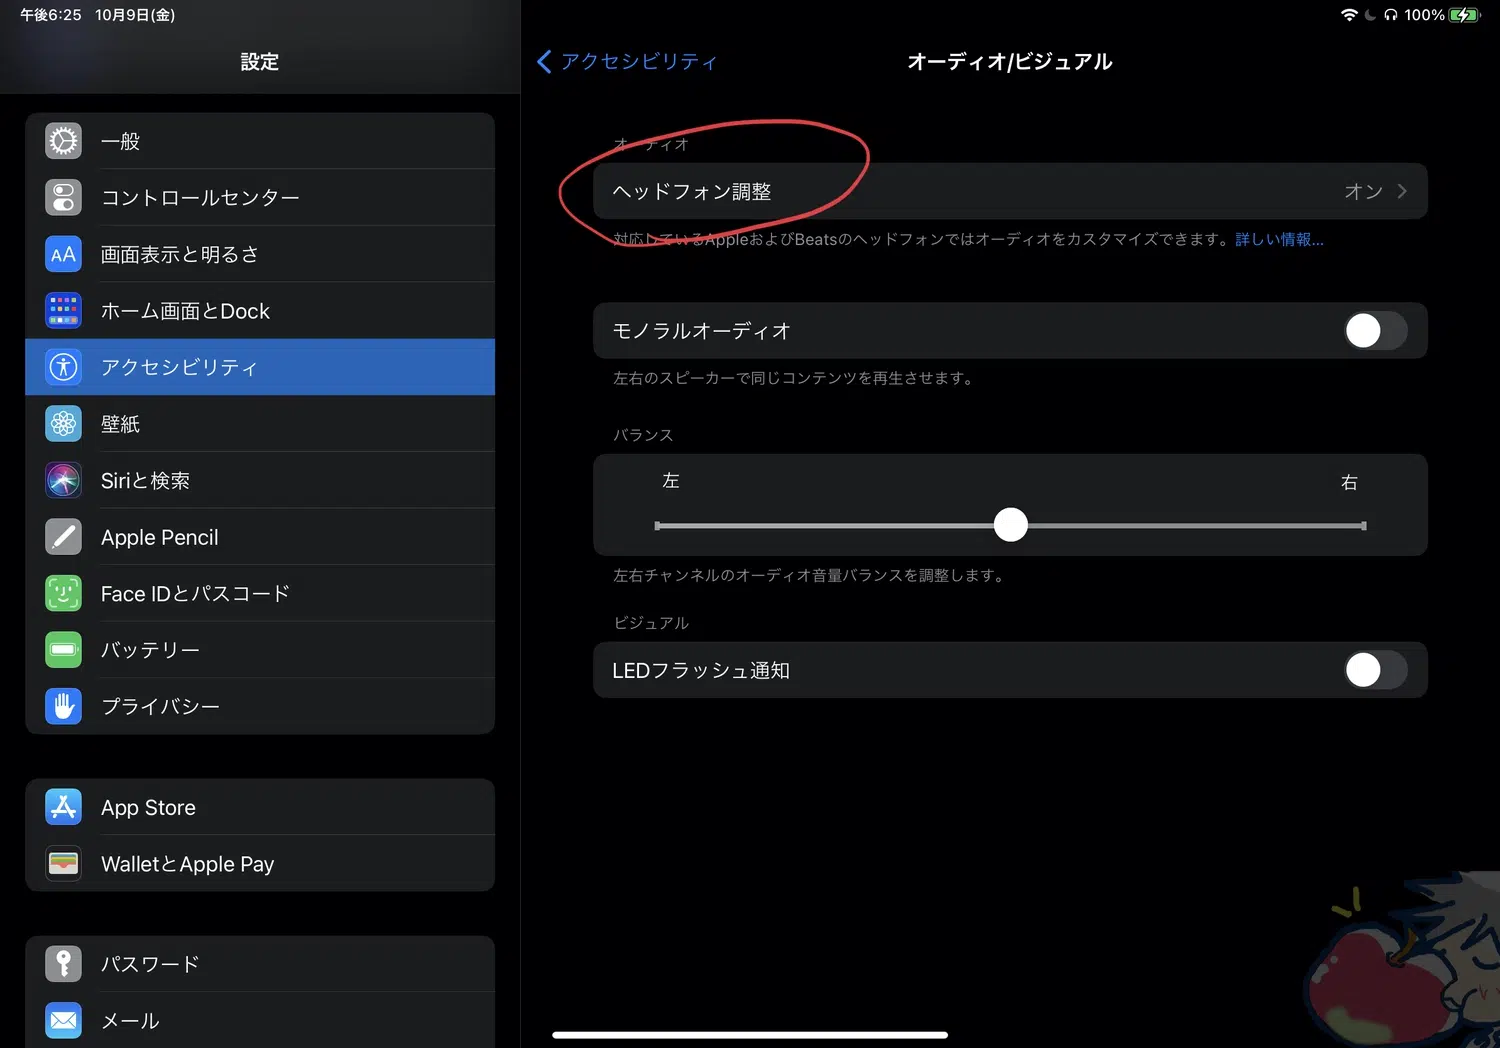 午後6:25 10月9日(金)
100%
設定
アクセシビリティ
オーディオ/ビジュアル
一般
コントロールセンター
画面表示と明るさ
ホーム画面とDock
アクセシビリティ
壁紙
Siriと検索
Apple Pencil
Face IDとパスコード
バッテリー
プライバシー
App Store
WalletとApple Pay
パスワード
メール
オーディオ
ヘッドフォン調整 オン
対応しているAppleおよびBeatsのヘッドフォンではオーディオをカスタマイズできます。詳しい情報...
モノラルオーディオ
左右のスピーカーで同じコンテンツを再生させます。
バランス
左 右
左右チャンネルのオーディオ音量バランスを調整します。
ビジュアル
LEDフラッシュ通知